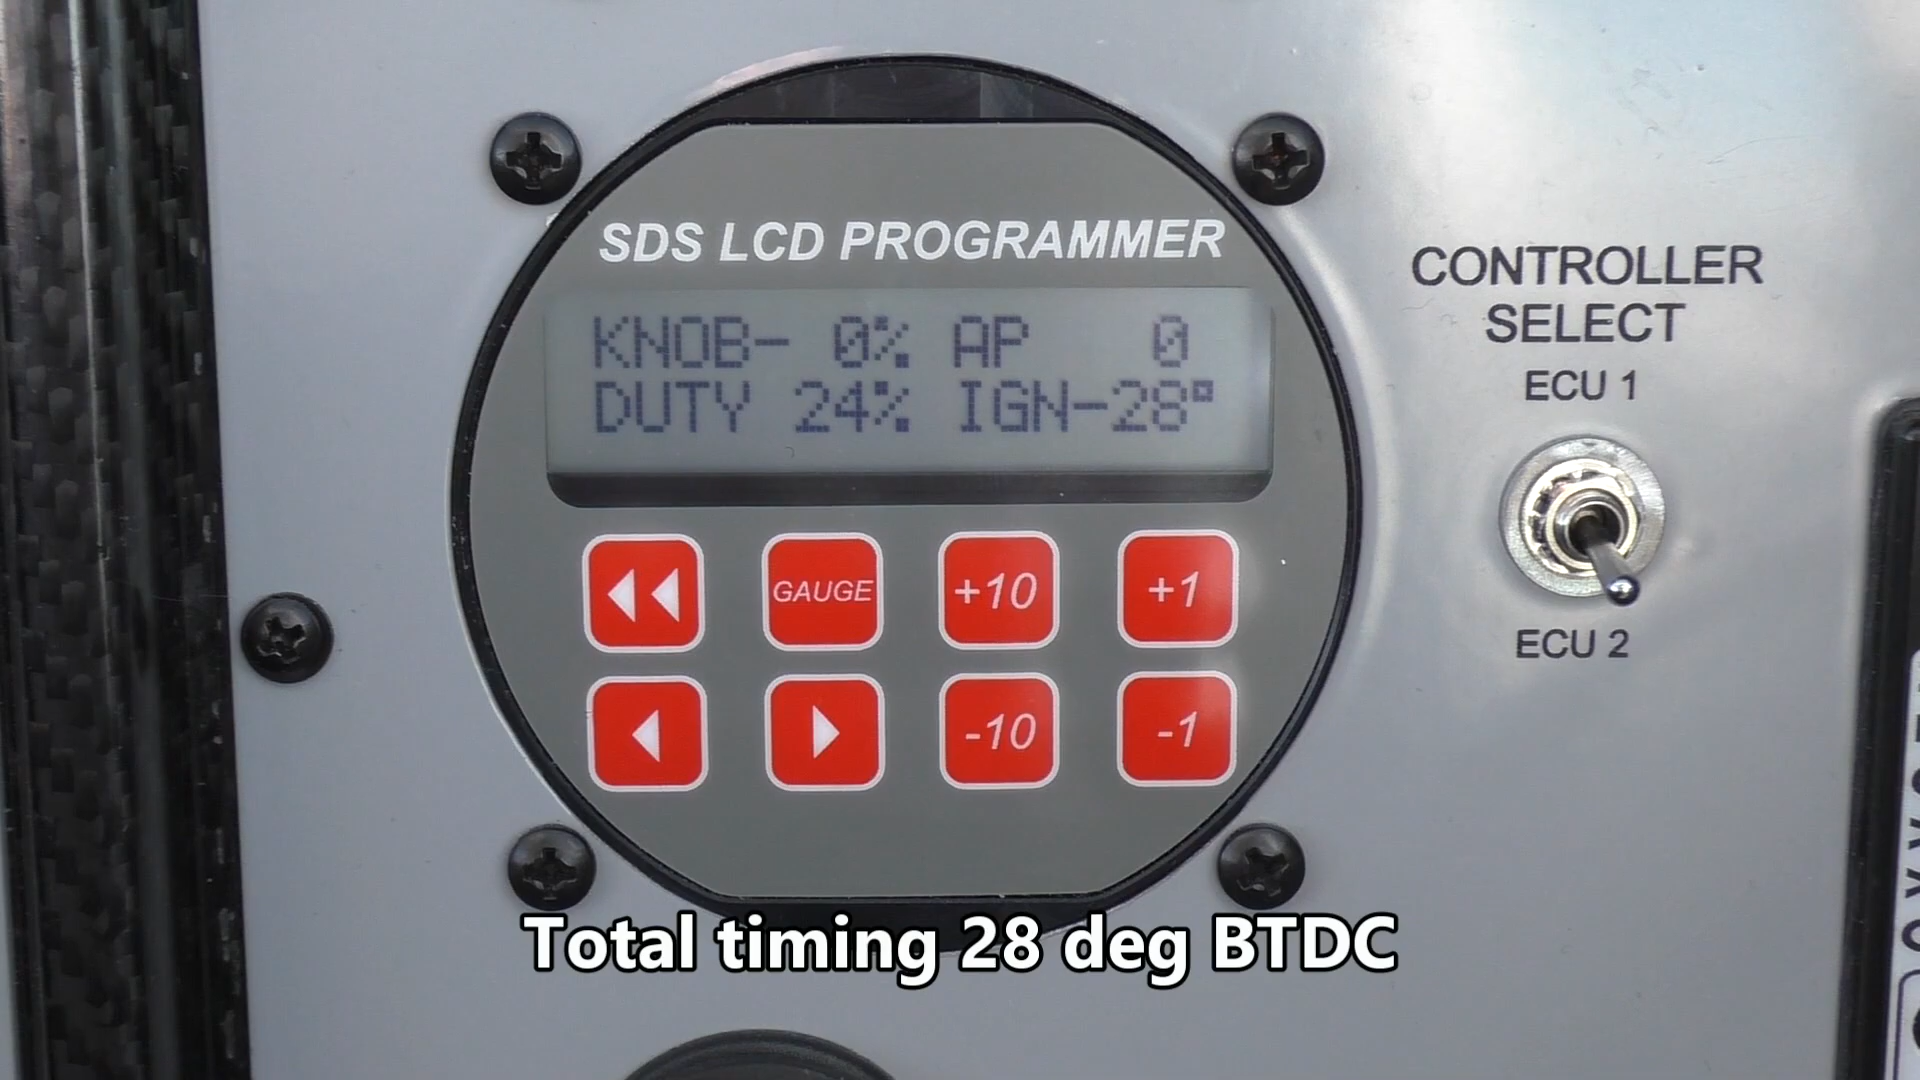 SDS LCD PROGRAMMER
KNOB- 0% AP 0
DUTY 24% IGN-28°
GAUGE +10 +1
-10 -1
CONTROLLER
SELECT
ECU 1
ECU 2
Total timing 28 deg BTDC